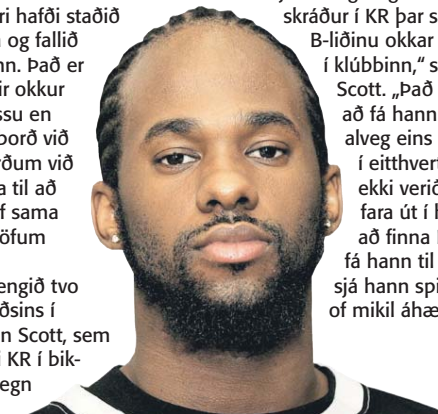 ri hafði staðið
og fallið
nn. Það er
ir okkur
ssu en
borð við
rðum við
a til að
f sama
öfum
engið tvo
ðsins í
n Scott, sem
i KR í bik-
egn
skráður í KR þar s
B-liðinu okkar
í klúbbinn,“ s
Scott. „Það
að fá hann
alveg eins
í eitthverf
ekki verið
fara út í h
að finna
fá hann til
sjá hann spi
of mikil áhæ